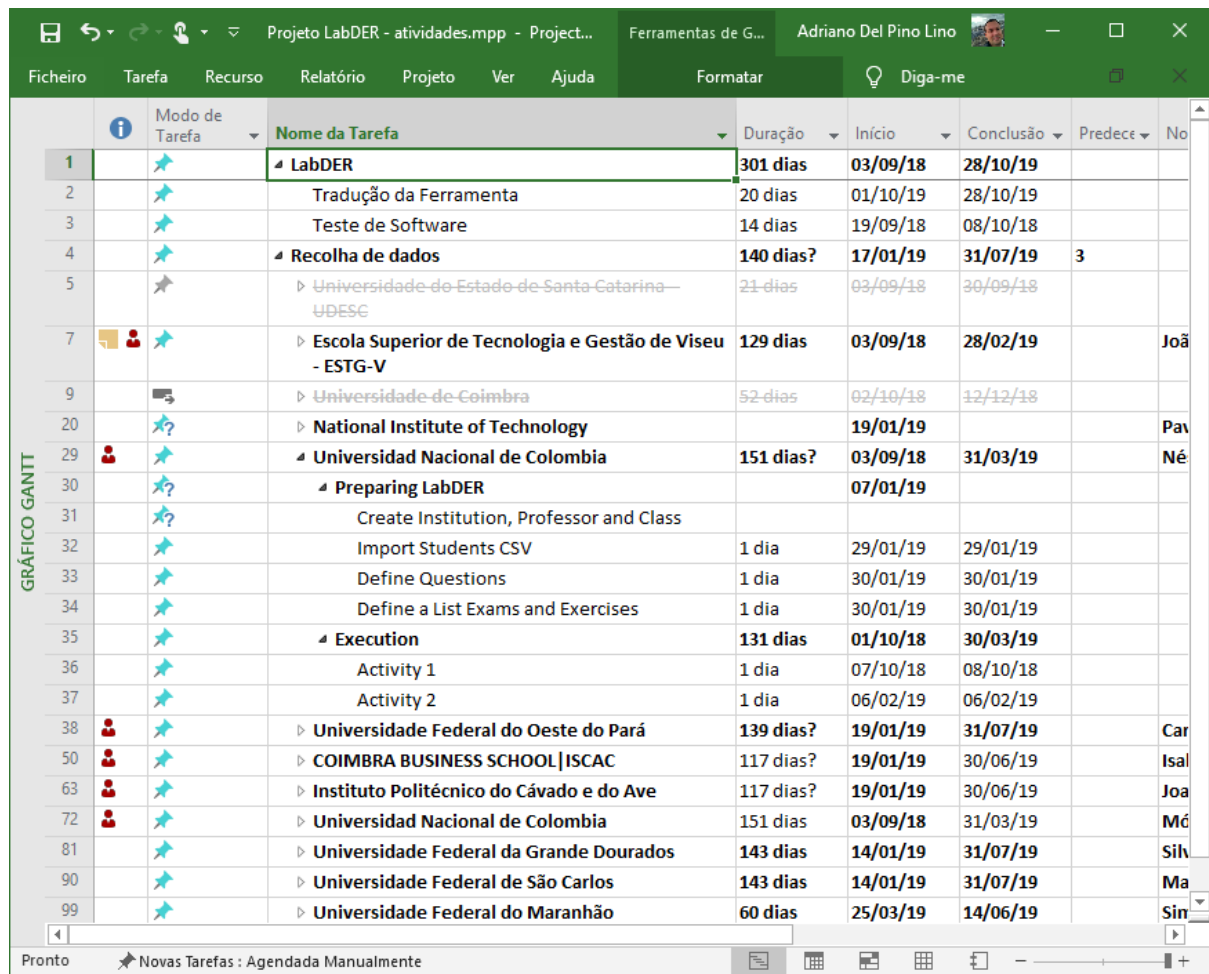 Projeto LabDER - atividades.mpp - Project... Ferramentas de G... Adriano Del Pino Lino
Ficheiro Tarefa Recurso Relatório Projeto Ver Ajuda Formatar Diga-me
Modo de Tarefa Nome da Tarefa Duração Início Conclusão Predece No
1 LabDER 301 dias 03/09/18 28/10/19
2 Tradução da Ferramenta 20 dias 01/10/19 28/10/19
3 Teste de Software 14 dias 19/09/18 08/10/18
4 Recolha de dados 140 dias? 17/01/19 31/07/19 3
5 Universidade do Estado de Santa Catarina – 21 dias 03/09/18 30/09/18
UDESC
7 Escola Superior de Tecnologia e Gestão de Viseu 129 dias 03/09/18 28/02/19 Joã
- ESTG-V
9 Universidade de Coimbra 52 dias 02/10/18 12/12/18
20 National Institute of Technology 19/01/19 Pav
29 Universidad Nacional de Colombia 151 dias? 03/09/18 31/03/19 Né
30 Preparing LabDER 07/01/19
31 Create Institution, Professor and Class
32 Import Students CSV 1 dia 29/01/19 29/01/19
33 Define Questions 1 dia 30/01/19 30/01/19
34 Define a List Exams and Exercises 1 dia 30/01/19 30/01/19
35 Execution 131 dias 01/10/18 30/03/19
36 Activity 1 1 dia 07/10/18 08/10/18
37 Activity 2 1 dia 06/02/19 06/02/19
38 Universidade Federal do Oeste do Pará 139 dias? 19/01/19 31/07/19 Car
50 COIMBRA BUSINESS SCHOOL|ISCAC 117 dias? 19/01/19 30/06/19 Isal
63 Instituto Politécnico do Cávado e do Ave 117 dias? 19/01/19 30/06/19 Joa
72 Universidad Nacional de Colombia 151 dias 03/09/18 31/03/19 Mó
81 Universidade Federal da Grande Dourados 143 dias 14/01/19 31/07/19 Silv
90 Universidade Federal de São Carlos 143 dias 14/01/19 31/07/19 Ma
99 Universidade Federal do Maranhão 60 dias 25/03/19 14/06/19 Sim
GRÁFICO GANTT
Pronto Novas Tarefas : Agendada Manualmente